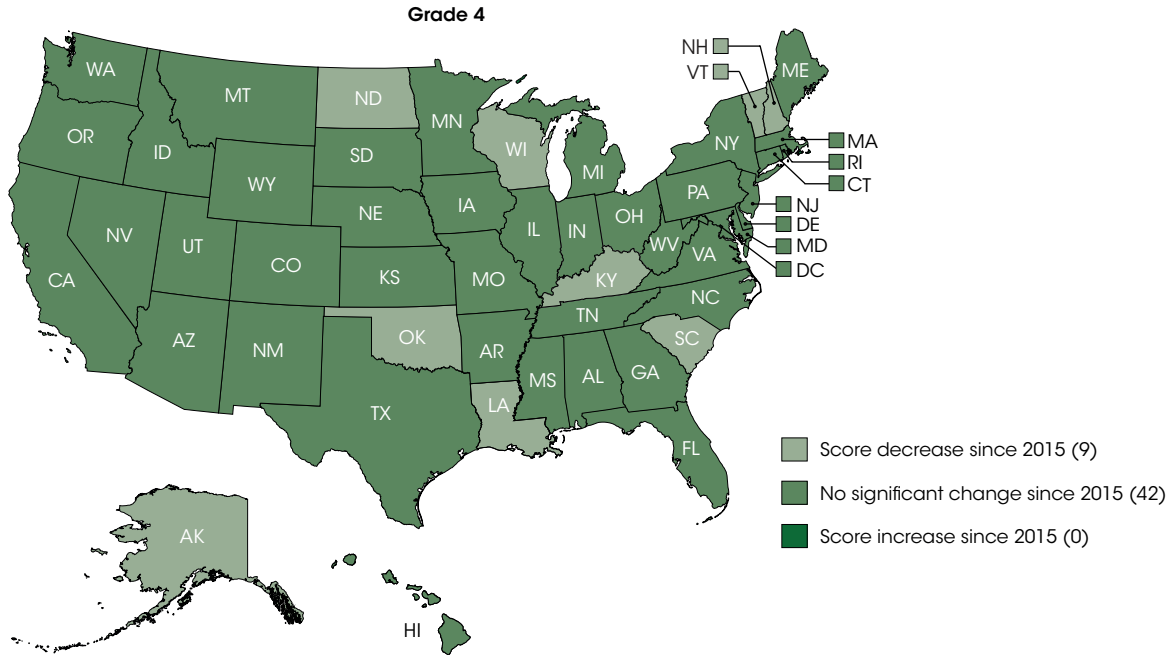 Grade 4
NH
VT
ME
WA
MT
ND
MN
OR
ID
SD
WI
MI
NY
MA
RI
CT
WY
IA
PA
NJ
NE
NV
UT
CO
IL
IN
OH
DE
MD
DC
WV
VA
CA
KS
MO
KY
NC
TN
AZ
NM
OK
AR
SC
MS
AL
GA
TX
LA
FL
Score decrease since 2015 (9)
No significant change since 2015 (42)
Score increase since 2015 (0)
AK
HI